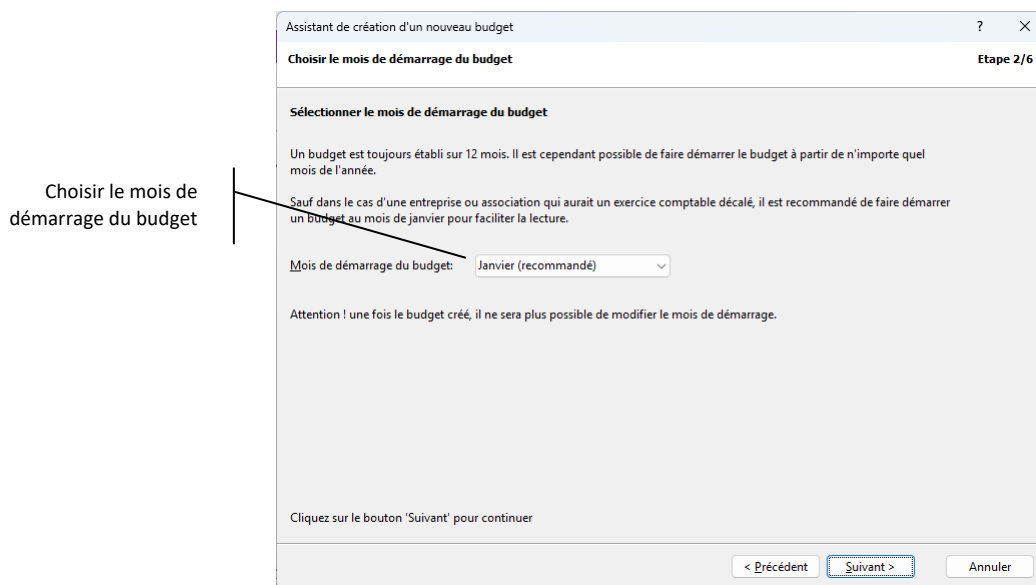 Assistant de création d'un nouveau budget
?
Choisir le mois de démarrage du budget
Etape 2/6
Sélectionner le mois de démarrage du budget
Un budget est toujours établi sur 12 mois. Il est cependant possible de faire démarrer le budget à partir de n'importe quel
mois de l'année.
Choisir le mois de
démarrage du budget
Sauf dans le cas d'une entreprise ou association qui aurait un exercice comptable décalé, il est recommandé de faire démarrer
un budget au mois de janvier pour faciliter la lecture.
Mois de démarrage du budget: Janvier (recommandé)
Attention ! une fois le budget créé, il ne sera plus possible de modifier le mois de démarrage.
Cliquez sur le bouton 'Suivant' pour continuer
< Précédent
Suivant >
Annuler